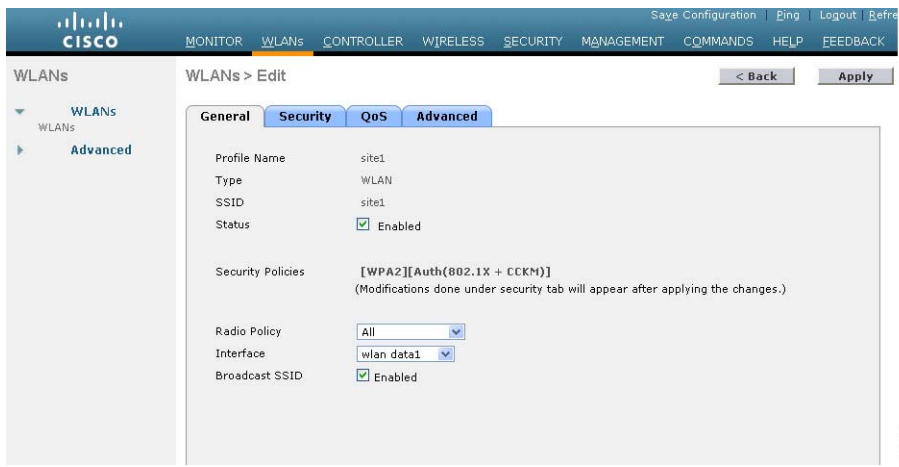 Save Configuration | Ping | Logout | Refre
CISCO
MONITOR WLANs CONTROLLER WIRELESS SECURITY MANAGEMENT COMMANDS HELP FEEDBACK
WLANs
WLANs > Edit
< Back
Apply
WLANs
WLANs
Advanced
General
Security
QoS
Advanced
Profile Name site1
Type WLAN
SSID site1
Status Enabled
Security Policies [WPA2][Auth(802.1X + CCKM)]
(Modifications done under security tab will appear after applying the changes.)
Radio Policy All
Interface wlan data1
Broadcast SSID Enabled